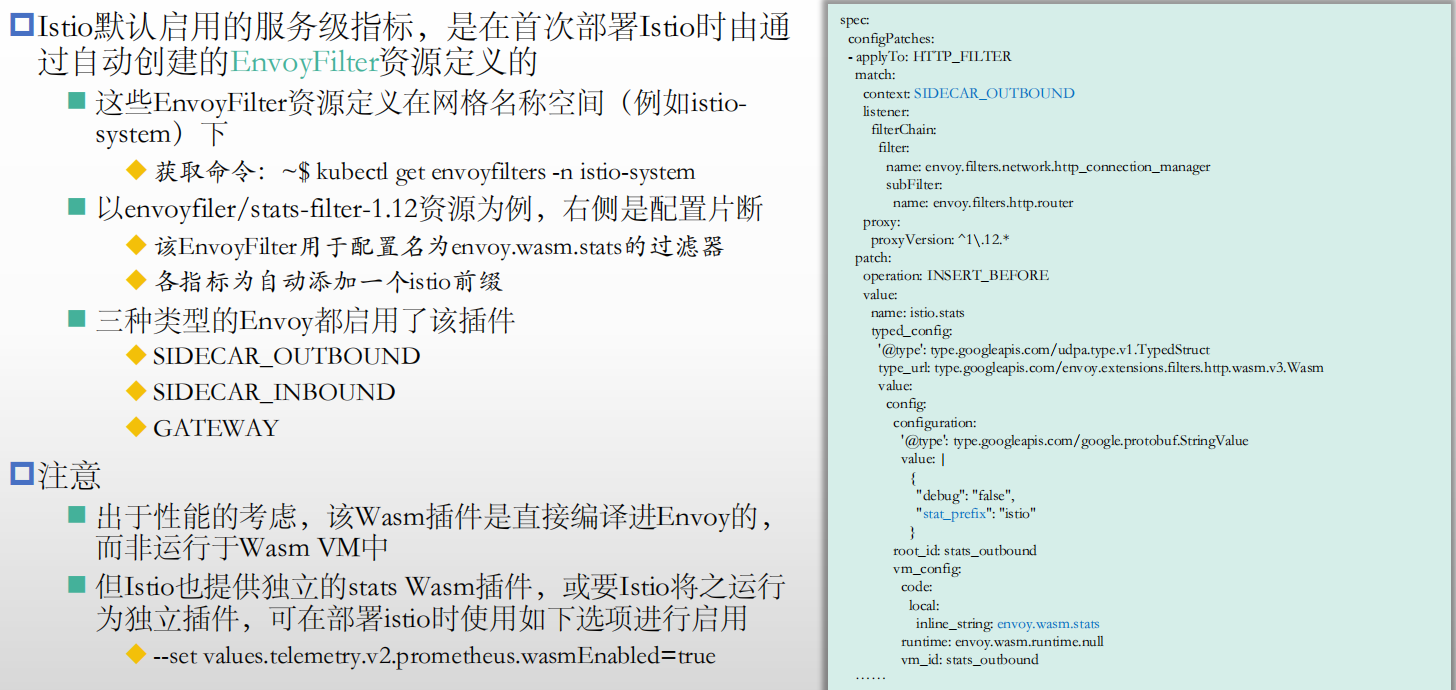 Istio默认启用的服务级指标，是在首次部署Istio时由通
过自动创建的EnvoyFilter资源定义的
这些EnvoyFilter资源定义在网格名称空间（例如istio-
system）下
获取命令：~$ kubectl get envoyfilters -n istio-system
以envoyfiler/stats-filter-1.12资源为例，右侧是配置片断
该EnvoyFilter用于配置名为envoy.wasm.stats的过滤器
各指标为自动添加一个istio前缀
三种类型的Envoy都启用了该插件
SIDECAR_OUTBOUND
SIDECAR_INBOUND
GATEWAY
注意
出于性能的考虑，该Wasm插件是直接编译进Envoy的，
而非运行于Wasm VM中
但Istio也提供独立的stats Wasm插件，或要Istio将之运行
为独立插件，可在部署istio时使用如下选项进行启用
--set values.telemetry.v2.prometheus.wasmEnabled=true
spec:
configPatches:
- applyTo: HTTP_FILTER
match:
context: SIDECAR_OUTBOUND
listener:
filterChain:
filter:
name: envoy.filters.network.http_connection_manager
subFilter:
name: envoy.filters.http.router
proxy:
proxyVersion: ^1\.12.*
patch:
operation: INSERT_BEFORE
value:
name: istio.stats
typed_config:
'@type': type.googleapis.com/udpa.type.v1.TypedStruct
type_url: type.googleapis.com/envoy.extensions.filters.http.wasm.v3.Wasm
value:
config:
configuration:
'@type': type.googleapis.com/google.protobuf.StringValue
value: |
{
"debug": "false",
"stat_prefix": "istio"
}
root_id: stats_outbound
vm_config:
code:
local:
inline_string: envoy.wasm.stats
runtime: envoy.wasm.runtime.null
vm_id: stats_outbound
……